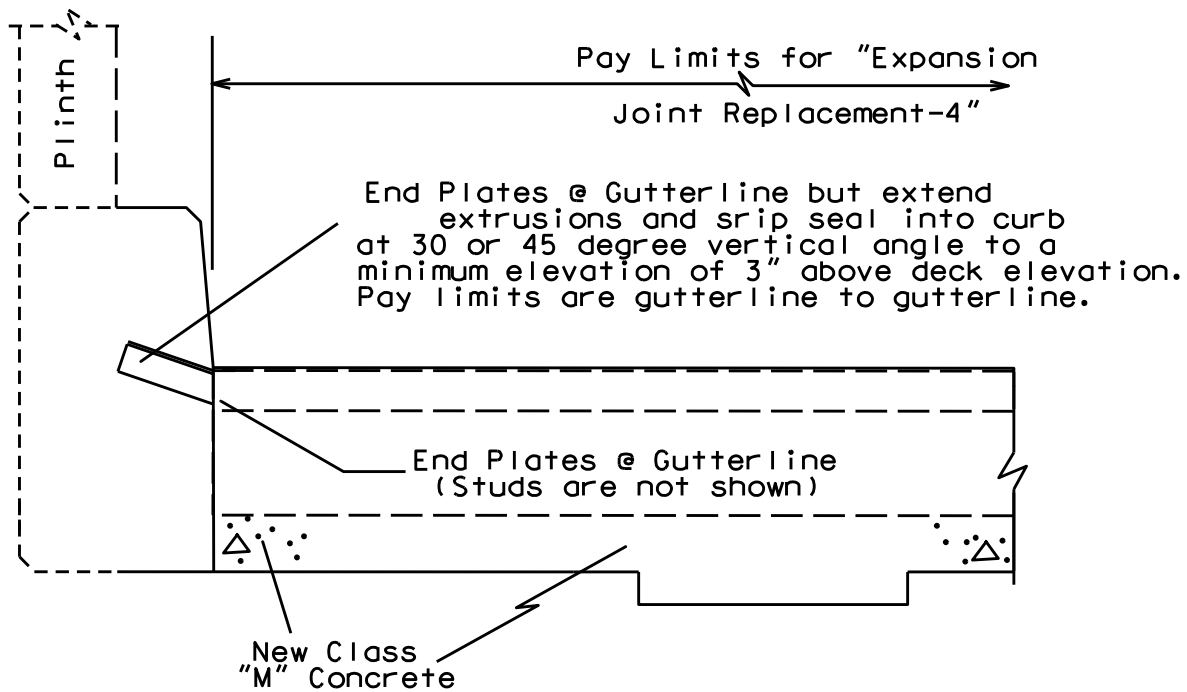 Plinth
Pay Limits for "Expansion
Joint Replacement-4"
End Plates @ Gutterline but extend
extrusions and srip seal into curb
at 30 or 45 degree vertical angle to a
minimum elevation of 3" above deck elevation.
Pay limits are gutterline to gutterline.
End Plates @ Gutterline
(Studs are not shown)
New Class
"M" Concrete